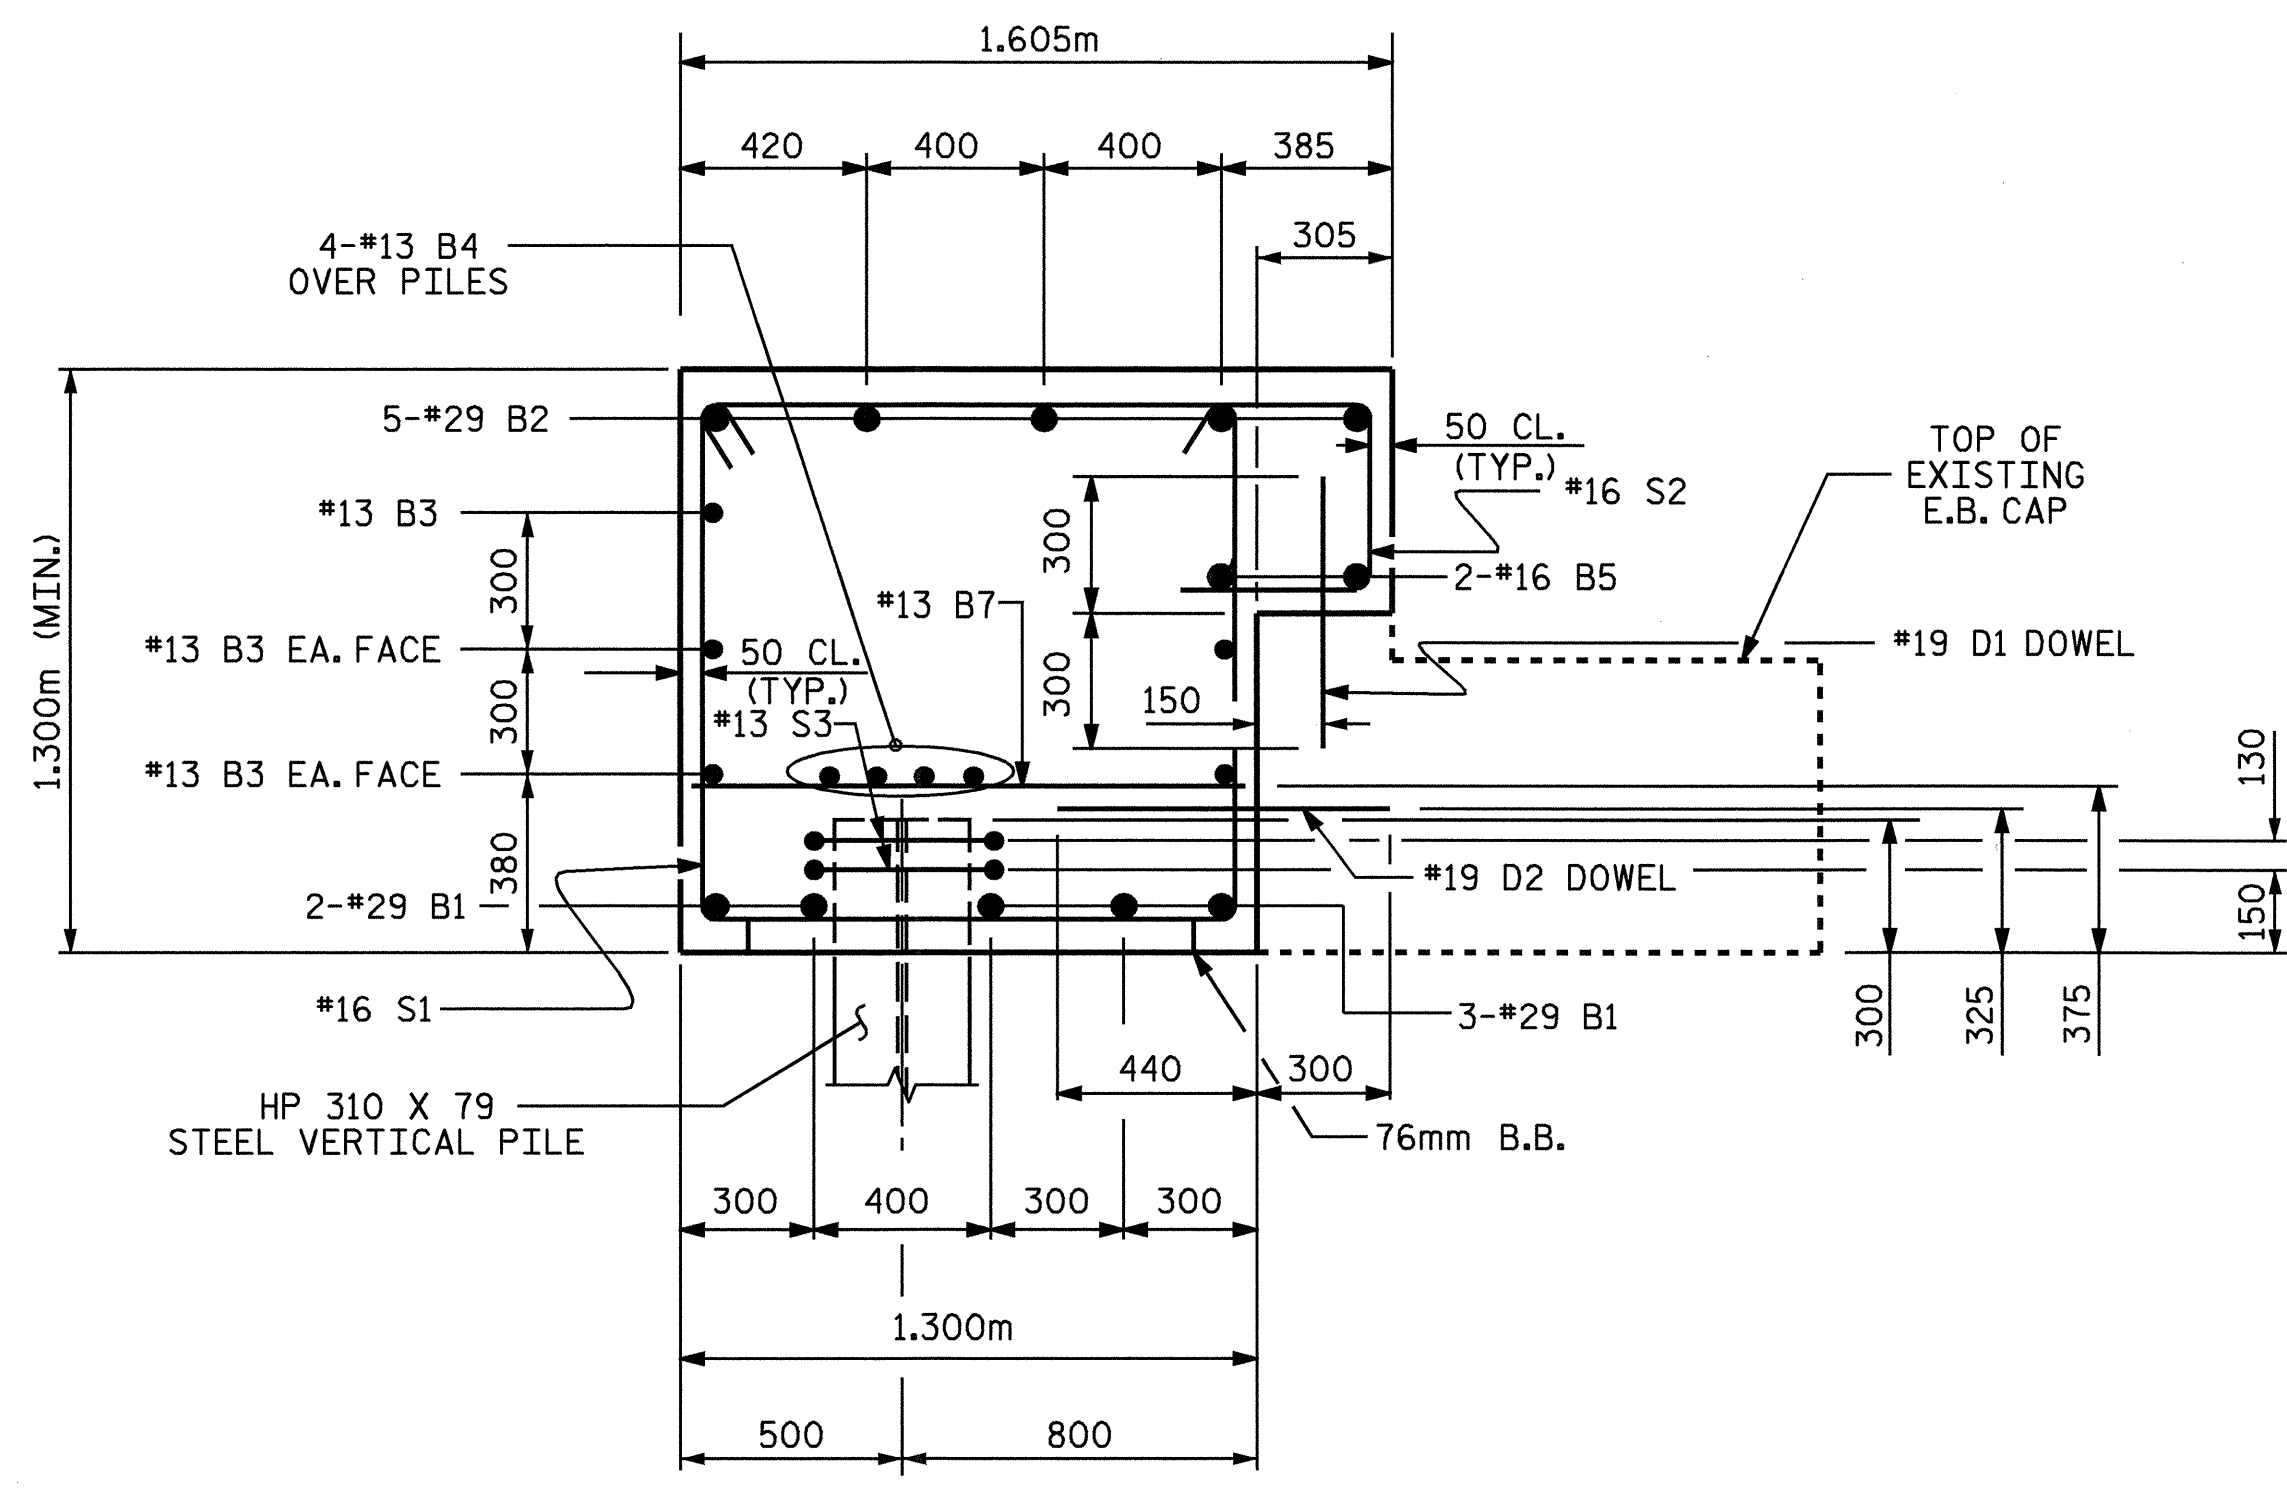 1.605m
420
400
400
385
305
4-#13 B4
OVER PILES
5-#29 B2
50 CL.
(TYP.)
#16 S2
TOP OF
EXISTING
E.B. CAP
#13 B3
300
300
2-#16 B5
#13 B7
1.300m (MIN.)
#13 B3 EA. FACE
50 CL.
(TYP.)
#19 D1 DOWEL
300
300
150
#13 S3
#13 B3 EA. FACE
130
380
#19 D2 DOWEL
2-#29 B1
150
#16 S1
3-#29 B1
300
325
375
440
300
HP 310 X 79
STEEL VERTICAL PILE
76mm B.B.
300
400
300
300
1.300m
500
800